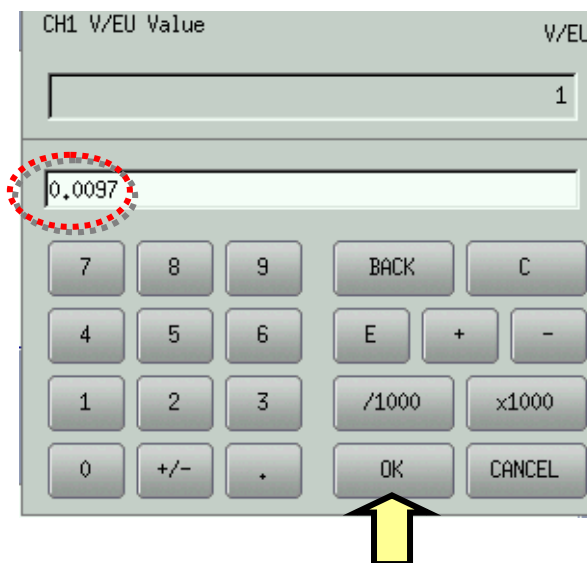 CH1 V/EU Value
V/EU
1
0.0097
7 8 9 BACK C
4 5 6 E + -
1 2 3 /1000 x1000
0 +/- . OK CANCEL